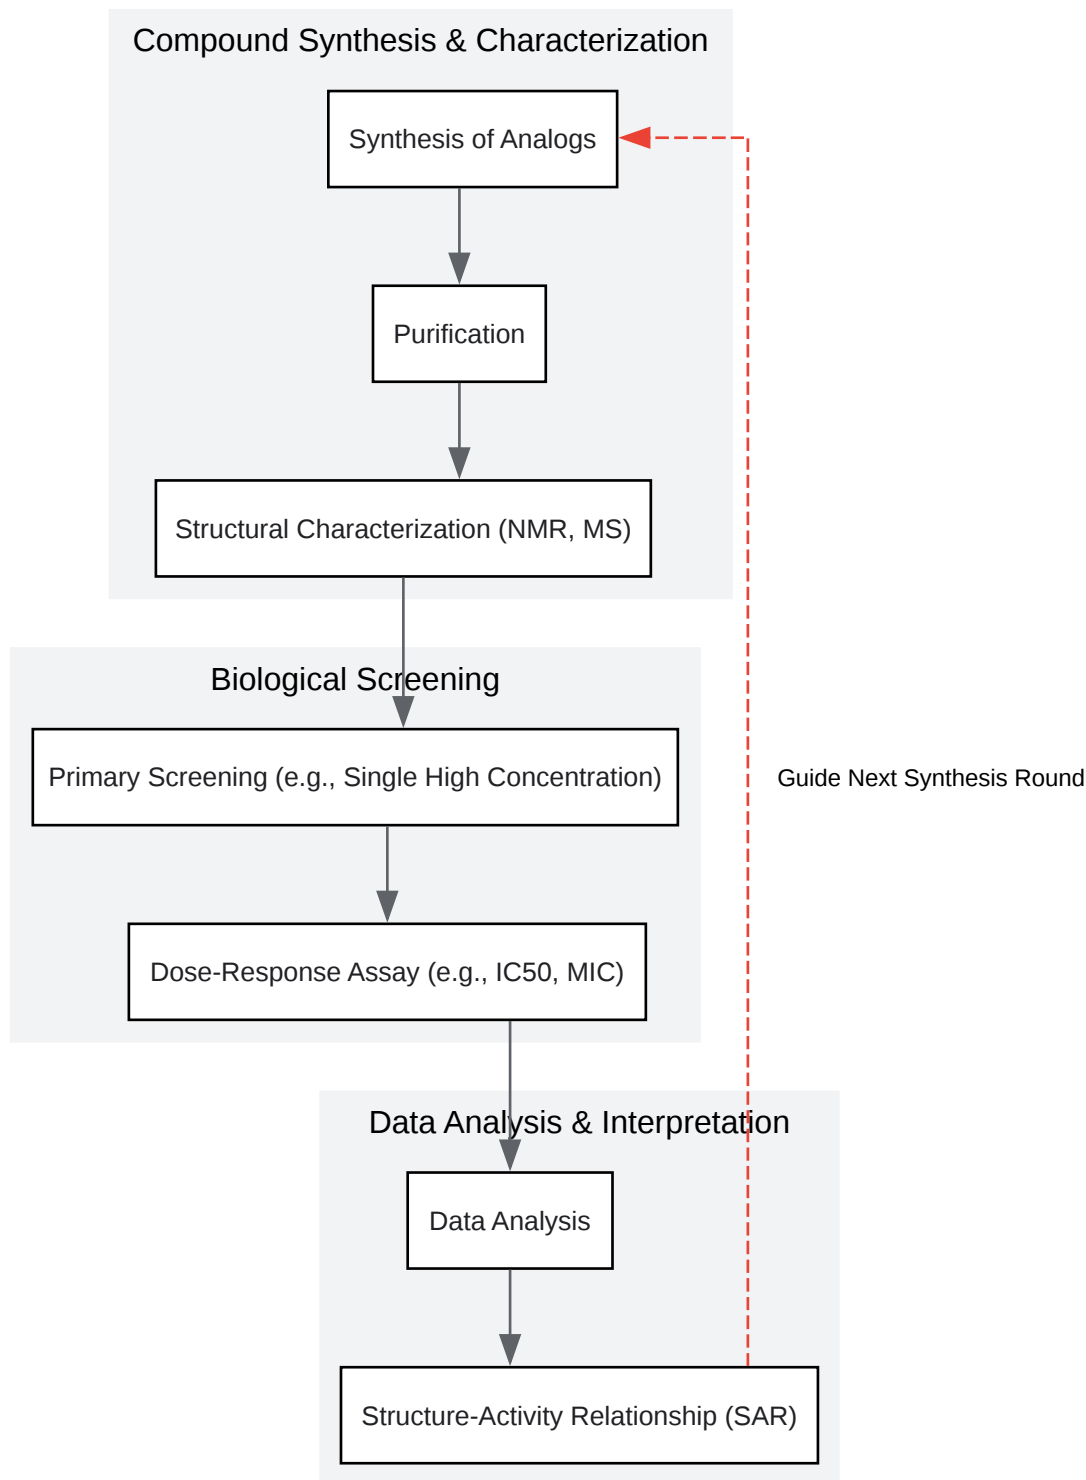 Compound Synthesis & Characterization
Synthesis of Analogs
Purification
Structural Characterization (NMR, MS)
Biological Screening
Primary Screening (e.g., Single High Concentration)
Guide Next Synthesis Round
Dose-Response Assay (e.g., IC50, MIC)
Data Analysis & Interpretation
Data Analysis
Structure-Activity Relationship (SAR)